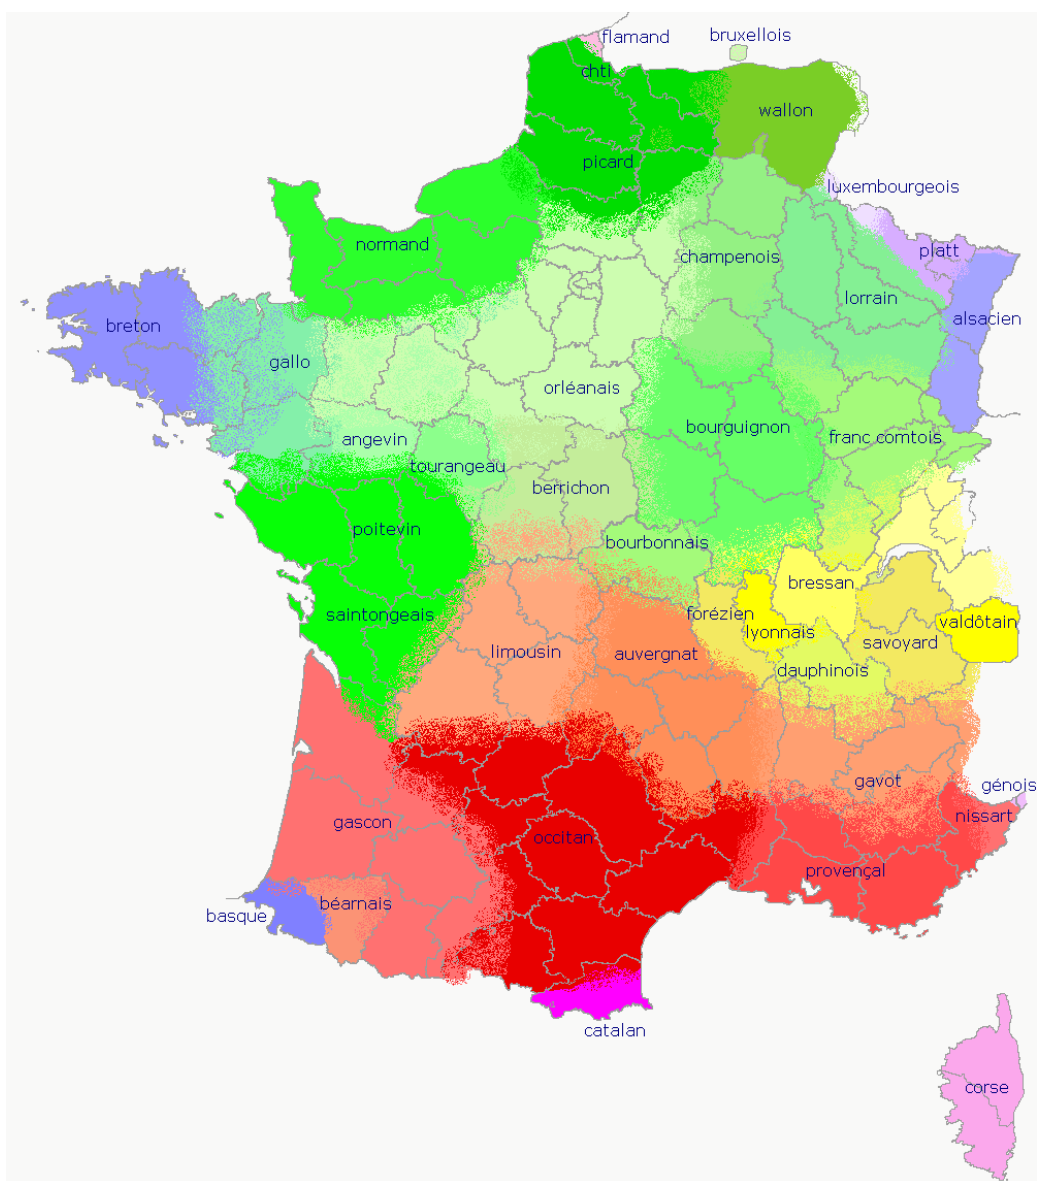 flamand
bruxellois
chti
wallon
picard
luxembourgeois
normand
champenois
platt
lorrain
alsacien
breton
gallo
orléanais
angevin
bourguignon
franc.comtois
tourangeau
berrichon
poitevin
bourbonnais
bressan
saintongeais
forézien
lyonnais
valdôtain
savoyard
limousin
auvergnat
dauphinois
gavot
génois
nissart
gascon
occitan
provençal
béarnais
basque
catalan
corse